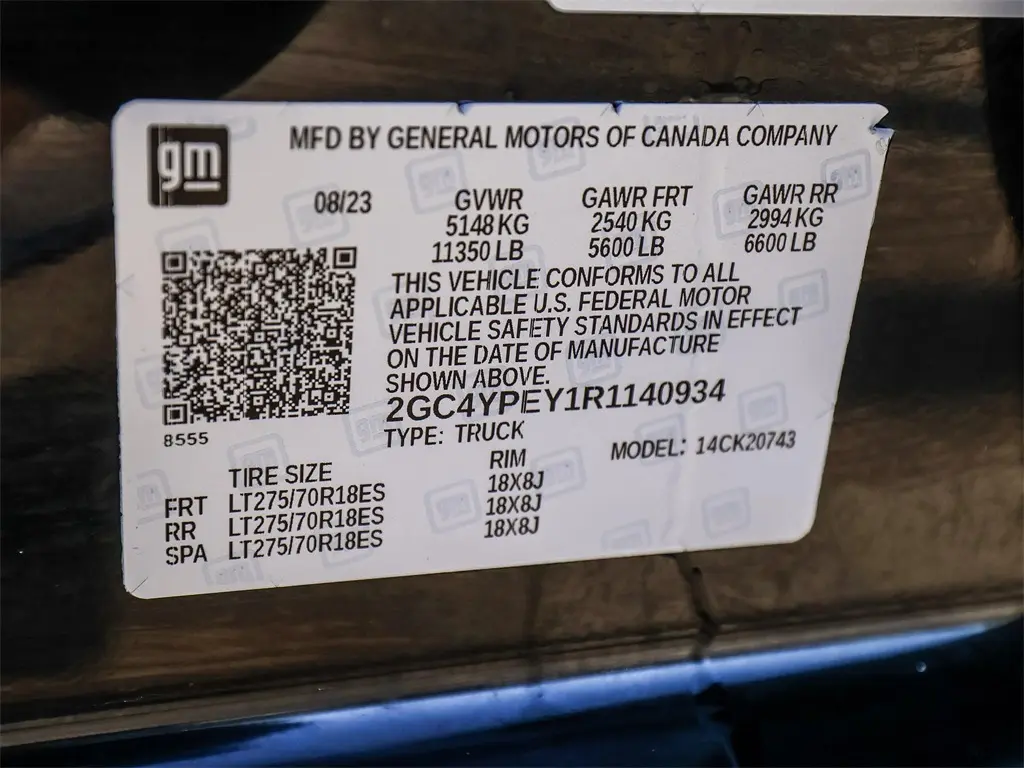 gm
MFD BY GENERAL MOTORS OF CANADA COMPANY
08/23 GVWR GAWR FRT GAWR RR
5148 KG 2540 KG 2994 KG
11350 LB 5600 LB 6600 LB
THIS VEHICLE CONFORMS TO ALL
APPLICABLE U.S. FEDERAL MOTOR
VEHICLE SAFETY STANDARDS IN EFFECT
ON THE DATE OF MANUFACTURE
SHOWN ABOVE.
2GC4YPEY1R1140934
8555
TYPE: TRUCK MODEL: 14CK20743
TIRE SIZE RIM
FRT LT275/70R18ES 18X8J
RR LT275/70R18ES 18X8J
SPA LT275/70R18ES 18X8J